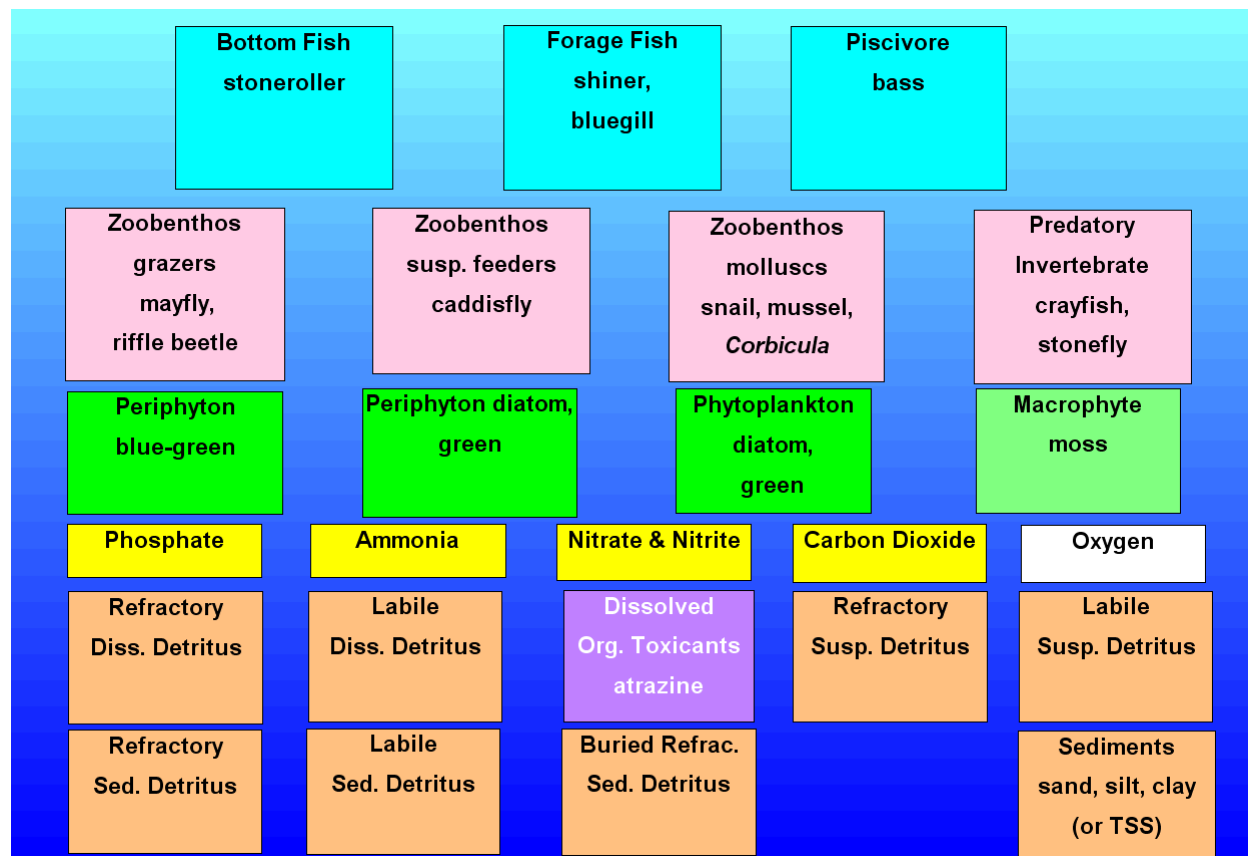 Bottom Fish
stoneroller
Forage Fish
shiner,
bluegill
Piscivore
bass
Zoobenthos
grazers
mayfly,
riffle beetle
Zoobenthos
susp. feeders
caddisfly
Zoobenthos
molluscs
snail, mussel,
Corbicula
Predatory
Invertebrate
crayfish,
stonefly
Periphyton
blue-green
Periphyton diatom,
green
Phytoplankton
diatom,
green
Macrophyte
moss
Phosphate
Ammonia
Nitrate & Nitrite
Carbon Dioxide
Oxygen
Refractory
Diss. Detritus
Labile
Diss. Detritus
Dissolved
Org. Toxicants
atrazine
Refractory
Susp. Detritus
Labile
Susp. Detritus
Refractory
Sed. Detritus
Labile
Sed. Detritus
Buried Refrac.
Sed. Detritus
Sediments
sand, silt, clay
(or TSS)